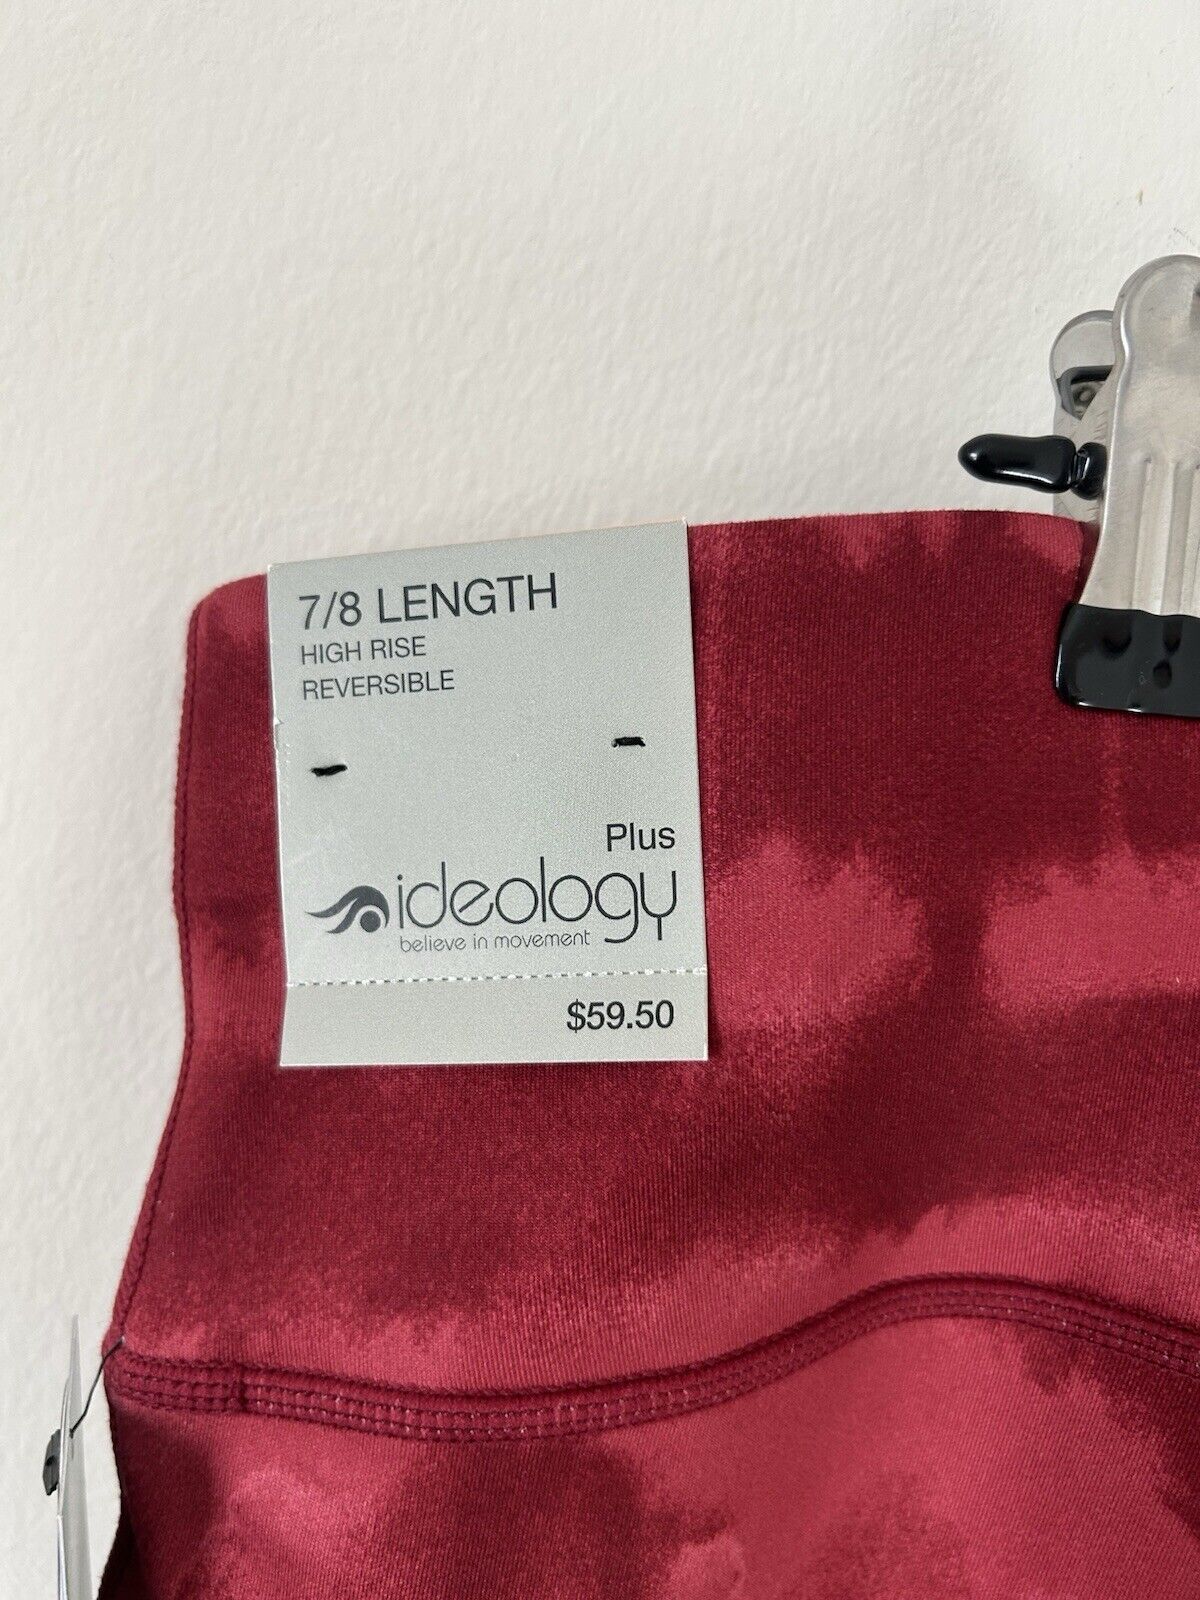 7/8 LENGTH
HIGH RISE
REVERSIBLE
Plus
ideology
believe in movement
$59.50